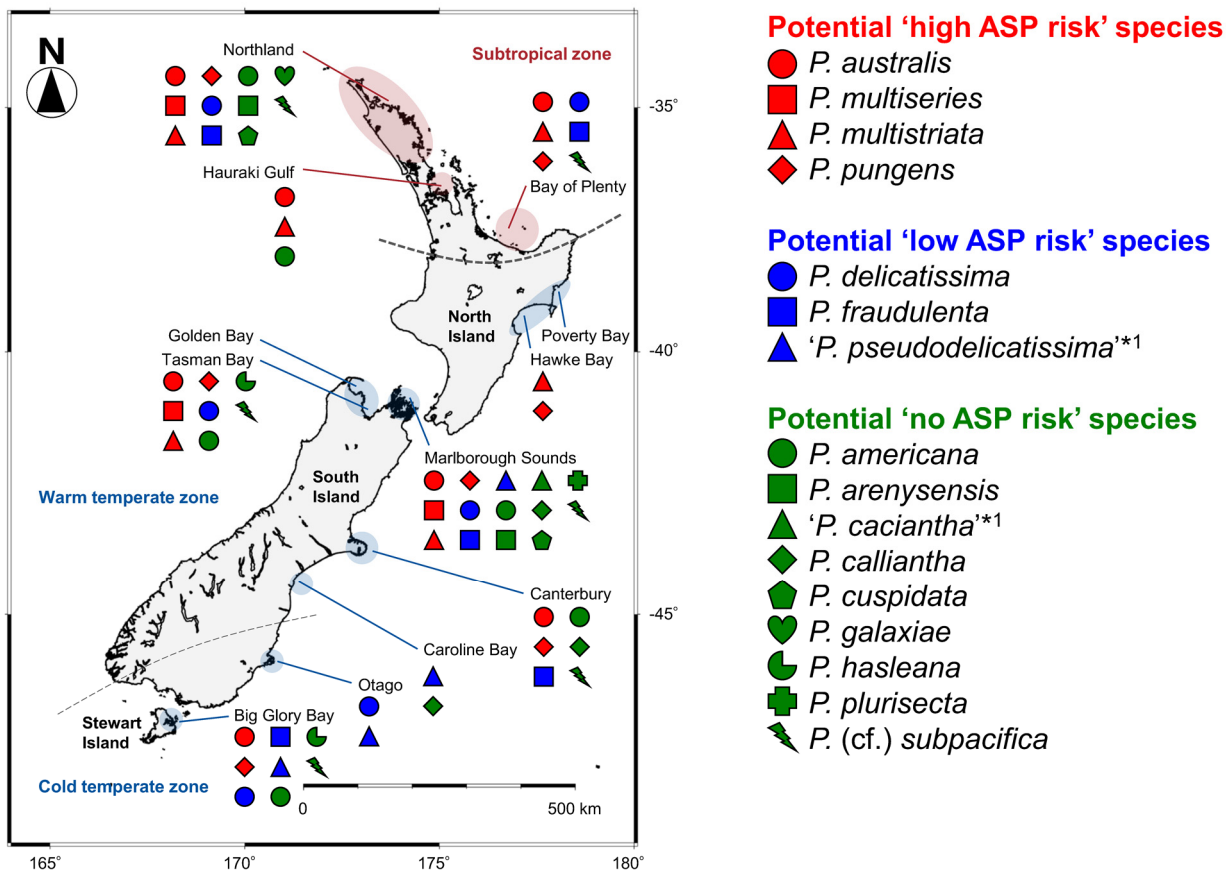 N
Northland
Subtropical zone
Hauraki Gulf
Bay of Plenty
-35°
North
Island
Poverty Bay
Hawke Bay
-40°
Golden Bay
Tasman Bay
Marlborough Sounds
South
Island
Warm temperate zone
Canterbury
-45°
Caroline Bay
Otago
Big Glory Bay
Stewart
Island
Cold temperate zone
0
500 km
165°
170°
175°
180°
Potential ‘high ASP risk’ species
P. australis
P. multiseries
P. multistriata
P. pungens
Potential ‘low ASP risk’ species
P. delicatissima
P. fraudulenta
‘P. pseudodelicatissima’*1
Potential ‘no ASP risk’ species
P. americana
P. arenysensis
‘P. caciantha’*1
P. calliantha
P. cuspidata
P. galaxiae
P. hasleana
P. plurisecta
P. (cf.) subpacifica